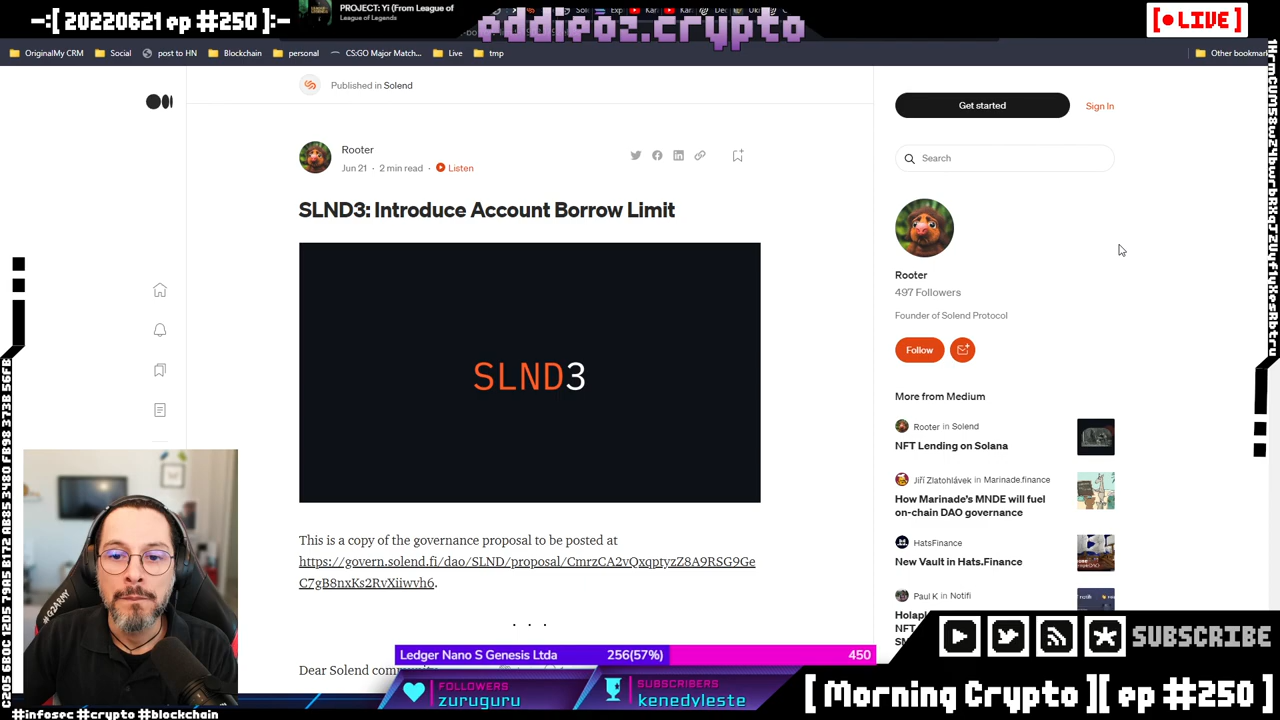 -:[ 20220621 ep #250 ]:-
PROJECT: Yi (From League of
League of Legends
eddieoz.crypto
[ • LIVE ]
OriginalMy CRM
Social
post to HN
Blockchain
personal
CS:GO Major Match...
Live
tmp
Other bookmar
Published in Solend
Get started
Sign In
Rooter
Jun 21 · 2 min read · Listen
Search
SLND3: Introduce Account Borrow Limit
SLND3
Rooter
497 Followers
Founder of Solend Protocol
Follow
More from Medium
Rooter in Solend
NFT Lending on Solana
Jiří Zlatohlávek in Marinade.finance
How Marinade's MNDE will fuel
on-chain DAO governance
HatsFinance
New Vault in Hats.Finance
Paul K in Notifi
This is a copy of the governance proposal to be posted at
https://govern.solend.fi/dao/SLND/proposal/CmrzCA2vQxqptyzZ8A9RSG9Ge
C7gB8nxKs2RvXiiwvh6.
. . .
Dear Solend community
Ledger Nano S Genesis Ltda 256(57%) 450
FOLLOWERS
zuruguru
SUBSCRIBERS
kenedyleste
SUBSCRIBE
[ Morning Crypto ][ ep #250 ]
#infosec #crypto #blockchain